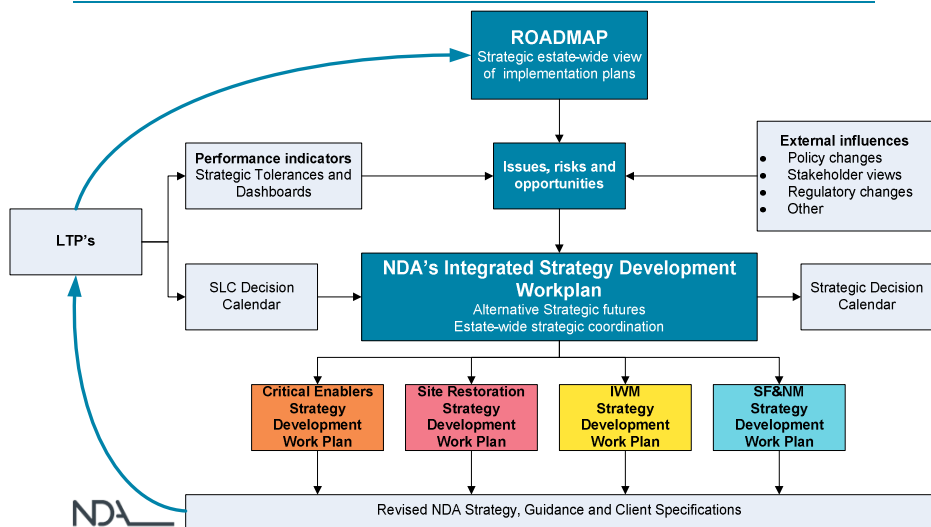 ROADMAP
Strategic estate-wide view
of implementation plans
Performance indicators
Strategic Tolerances and
Dashboards
Issues, risks and
opportunities
External influences
• Policy changes
• Stakeholder views
• Regulatory changes
• Other
LTP's
SLC Decision
Calendar
NDA's Integrated Strategy Development
Workplan
Alternative Strategic futures
Estate-wide strategic coordination
Strategic Decision
Calendar
Critical Enablers
Strategy
Development
Work Plan
Site Restoration
Strategy
Development
Work Plan
IWM
Strategy
Development
Work Plan
SF&NM
Strategy
Development
Work Plan
NDA
Revised NDA Strategy, Guidance and Client Specifications